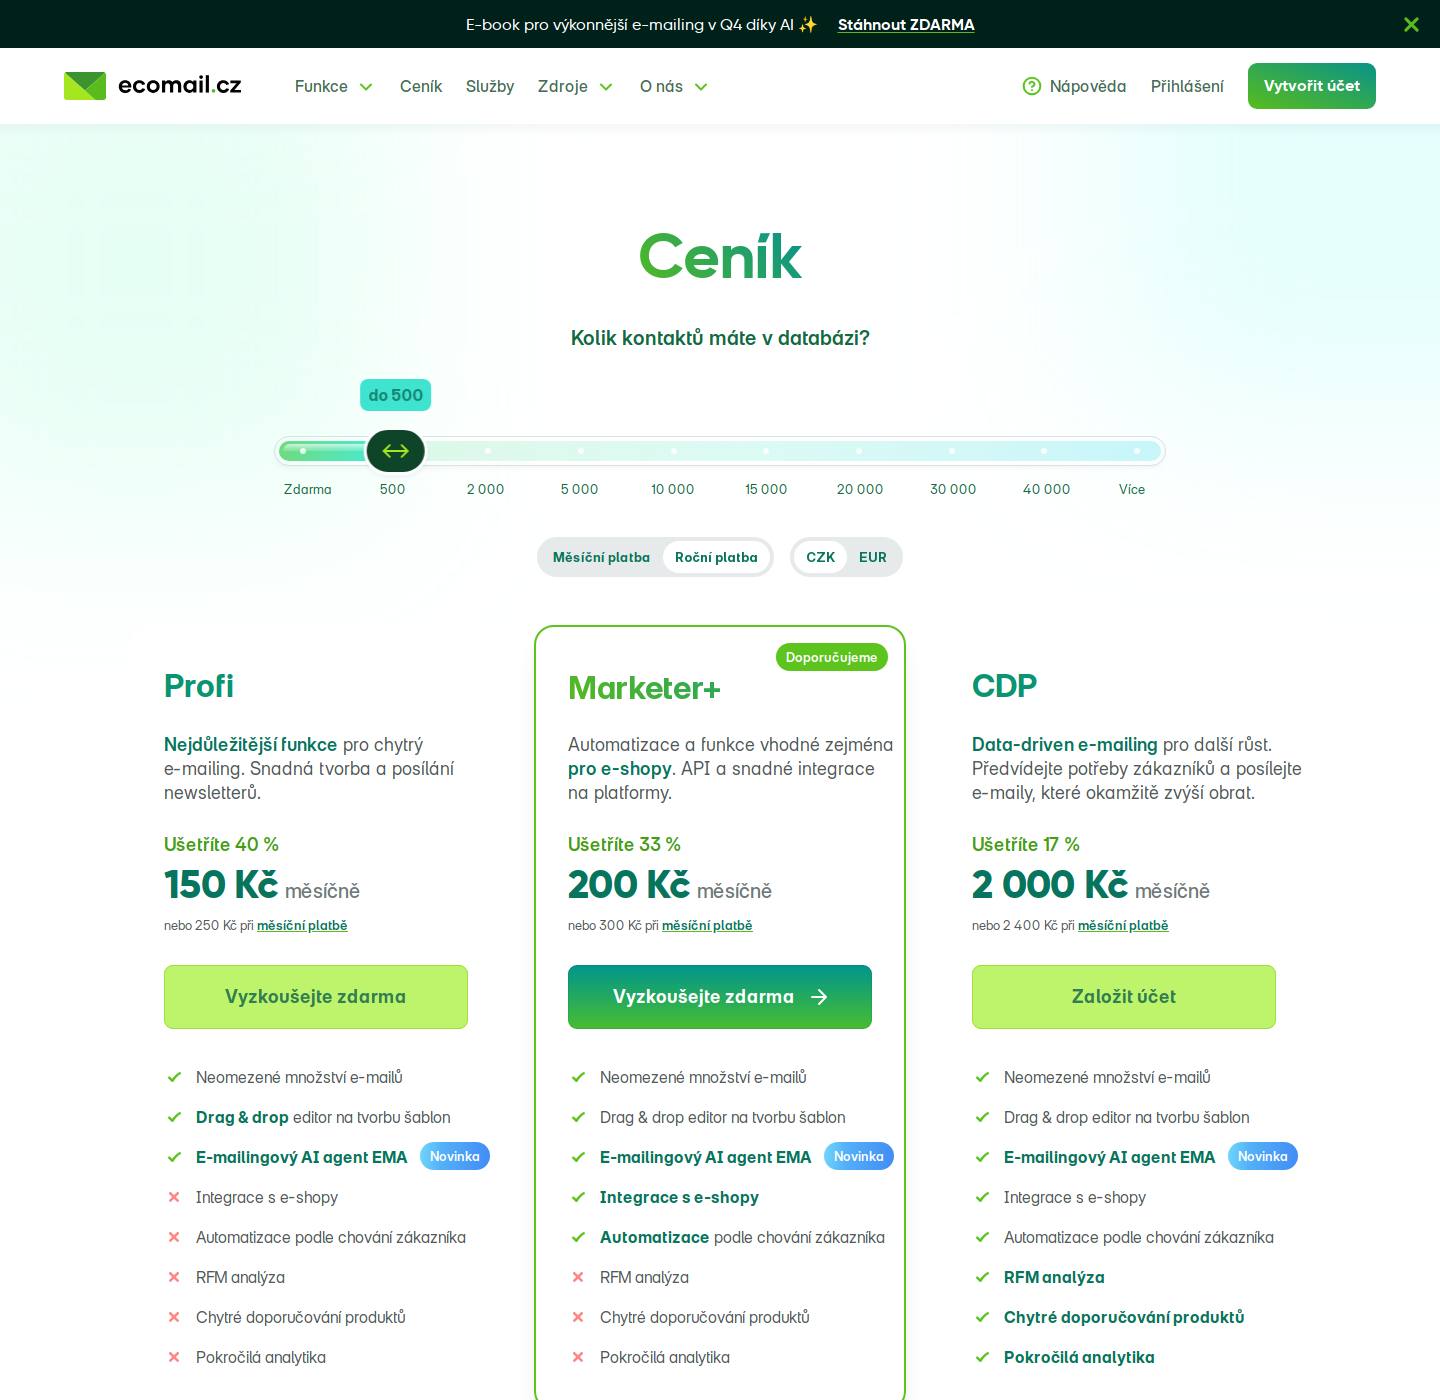 E-book pro výkonnější e-mailing v Q4 díky AI ✨ Stáhnout ZDARMA
ecomail.cz Funkce Ceník Služby Zdroje O nás Nápověda Přihlášení Vytvořit účet
Ceník
Kolik kontaktů máte v databázi?
do 500
Zdarma 500 2 000 5 000 10 000 15 000 20 000 30 000 40 000 Více
Měsíční platba Roční platba CZK EUR
Profi
Nejdůležitější funkce pro chytrý
e-mailing. Snadná tvorba a posílání
newsletterů.
Ušetříte 40 %
150 Kč měsíčně
nebo 250 Kč při měsíční platbě
Vyzkoušejte zdarma
Neomezené množství e-mailů
Drag & drop editor na tvorbu šablon
E-mailingový AI agent EMA Novinka
Integrace s e-shopy
Automatizace podle chování zákazníka
RFM analýza
Chytré doporučování produktů
Pokročilá analytika
Doporučujeme
Marketer+
Automatizace a funkce vhodné zejména
pro e-shopy. API a snadné integrace
na platformy.
Ušetříte 33 %
200 Kč měsíčně
nebo 300 Kč při měsíční platbě
Vyzkoušejte zdarma
Neomezené množství e-mailů
Drag & drop editor na tvorbu šablon
E-mailingový AI agent EMA Novinka
Integrace s e-shopy
Automatizace podle chování zákazníka
RFM analýza
Chytré doporučování produktů
Pokročilá analytika
CDP
Data-driven e-mailing pro další růst.
Předvídejte potřeby zákazníků a posílejte
e-maily, které okamžitě zvýší obrat.
Ušetříte 17 %
2 000 Kč měsíčně
nebo 2 400 Kč při měsíční platbě
Založit účet
Neomezené množství e-mailů
Drag & drop editor na tvorbu šablon
E-mailingový AI agent EMA Novinka
Integrace s e-shopy
Automatizace podle chování zákazníka
RFM analýza
Chytré doporučování produktů
Pokročilá analytika